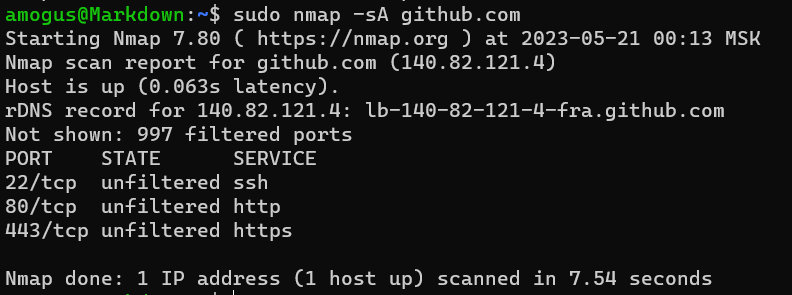 amogus@Markdown:~$ sudo nmap -sA github.com
Starting Nmap 7.80 ( https://nmap.org ) at 2023-05-21 00:13 MSK
Nmap scan report for github.com (140.82.121.4)
Host is up (0.063s latency).
rDNS record for 140.82.121.4: lb-140-82-121-4-fra.github.com
Not shown: 997 filtered ports
PORT    STATE      SERVICE
22/tcp  unfiltered ssh
80/tcp  unfiltered http
443/tcp unfiltered https
Nmap done: 1 IP address (1 host up) scanned in 7.54 seconds